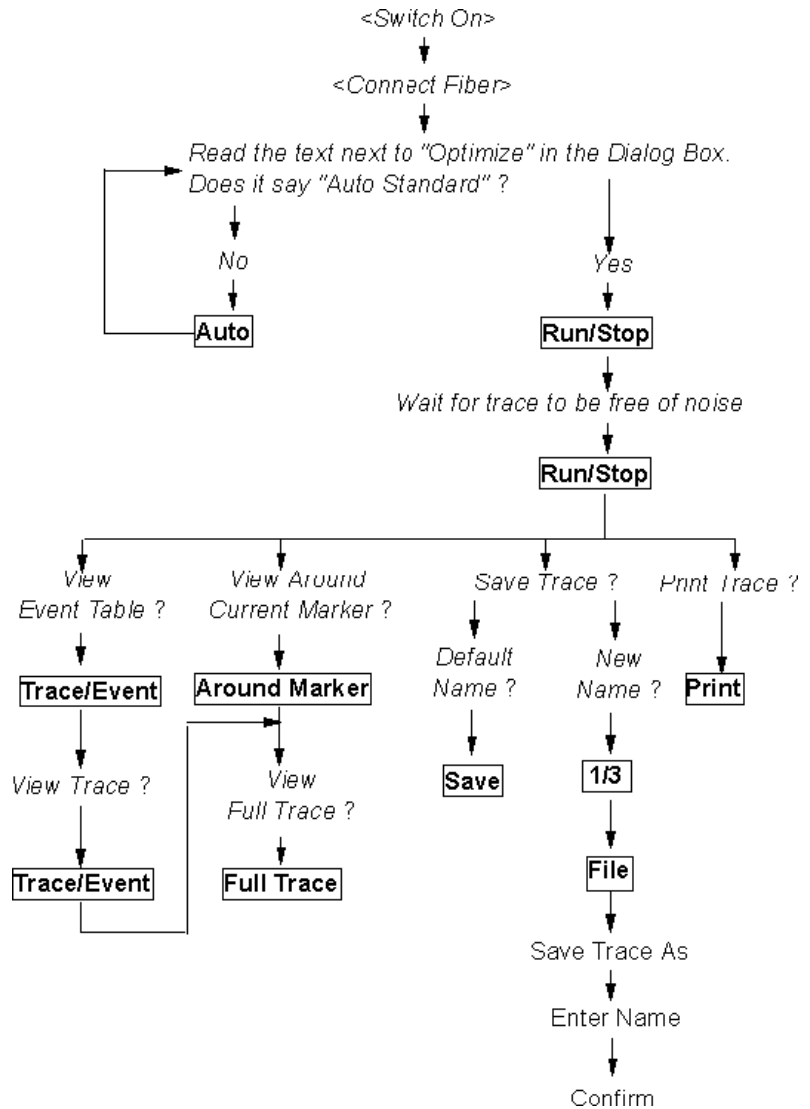 <Switch On>
<Connect Fiber>
Read the text next to "Optimize" in the Dialog Box.
Does it say "Auto Standard" ?
No
Yes
Auto
Run/Stop
Wait for trace to be free of noise
Run/Stop
View
Event Table ?
View Around
Current Marker ?
Save Trace ?
Print Trace ?
Default
Name ?
New
Name ?
Trace/Event
Around Marker
Print
View Trace ?
View
Full Trace ?
Save
1/3
Trace/Event
Full Trace
File
Save Trace As
Enter Name
Confirm